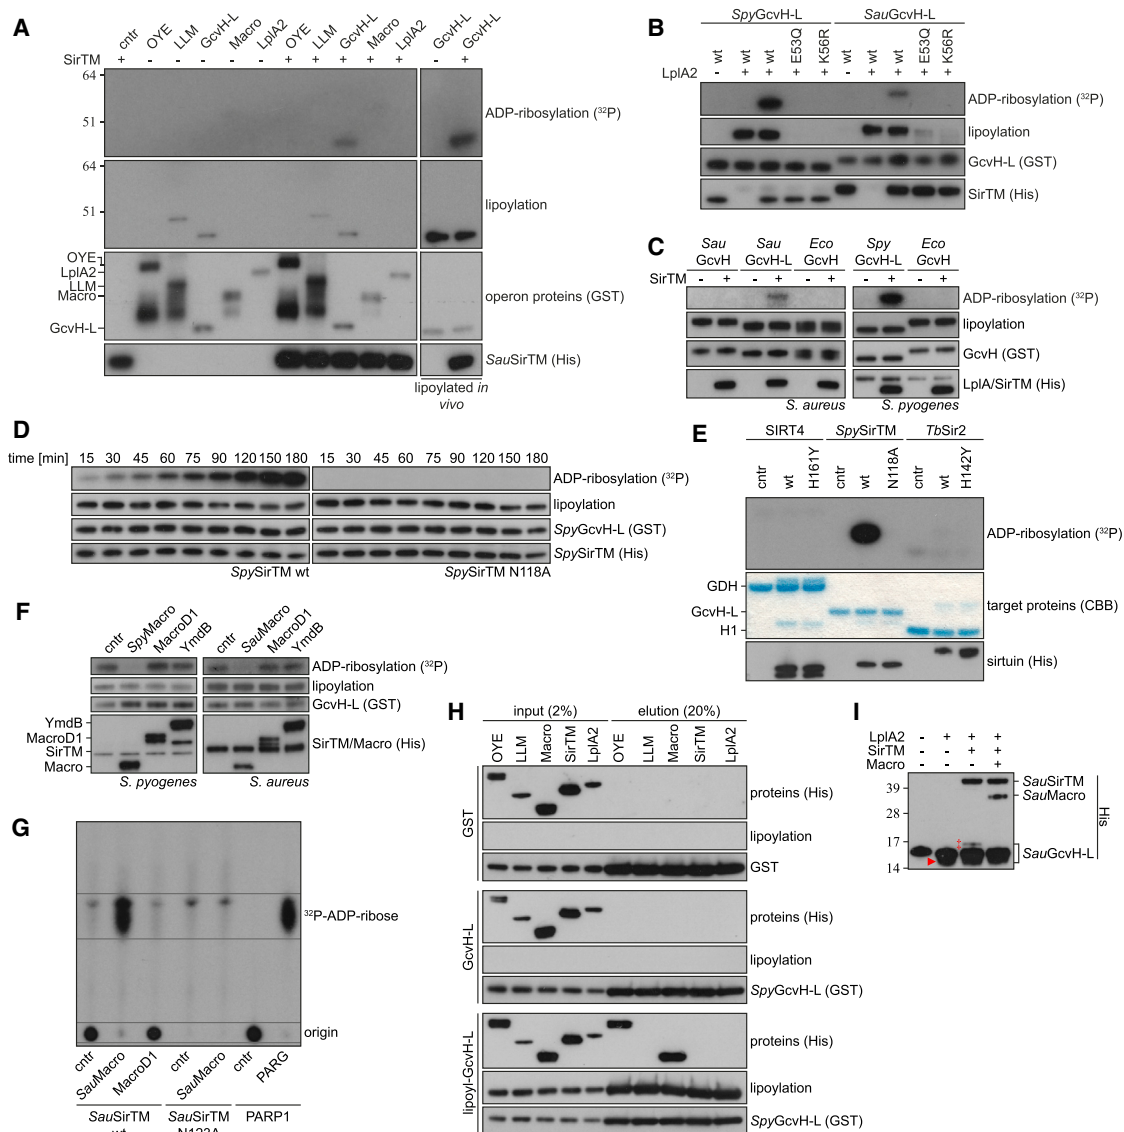 A
cntr OYE LLM GcvH-L Macro LplA2 OYE LLM GcvH-L Macro LplA2 GcvH-L GcvH-L
SirTM + - - - - - + + + + + - +
64
51
ADP-ribosylation (³²P)
64
51
lipoylation
OYE
LplA2
LLM
Macro
GcvH-L
operon proteins (GST)
SauSirTM (His)
lipoylated in
vivo
B
SpyGcvH-L SauGcvH-L
wt wt wt E53Q K56R wt wt wt E53Q K56R
LplA2 - + + + + - + + + +
ADP-ribosylation (³²P)
lipoylation
GcvH-L (GST)
SirTM (His)
C
Sau Sau Eco Spy Eco
GcvH GcvH-L GcvH GcvH-L GcvH
SirTM - + - + - + - + - +
ADP-ribosylation (³²P)
lipoylation
GcvH (GST)
LplA/SirTM (His)
S. aureus S. pyogenes
D
time [min] 15 30 45 60 75 90 120 150 180 15 30 45 60 75 90 120 150 180
ADP-ribosylation (³²P)
lipoylation
SpyGcvH-L (GST)
SpySirTM (His)
SpySirTM wt SpySirTM N118A
E
SIRT4 SpySirTM TbSir2
cntr wt H161Y cntr wt N118A cntr wt H142Y
ADP-ribosylation (³²P)
GDH
GcvH-L
H1
target proteins (CBB)
sirtuin (His)
F
cntr SpyMacro MacroD1 YmdB cntr SauMacro MacroD1 YmdB
ADP-ribosylation (³²P)
lipoylation
GcvH-L (GST)
YmdB
MacroD1
SirTM
Macro
SirTM/Macro (His)
S. pyogenes S. aureus
G
³²P-ADP-ribose
origin
cntr SauMacro MacroD1 cntr SauMacro cntr PARG
SauSirTM SauSirTM PARP1
wt N123A
H
input (2%) elution (20%)
OYE LLM Macro SirTM LplA2 OYE LLM Macro SirTM LplA2
GST
proteins (His)
lipoylation
GST
GcvH-L
proteins (His)
lipoylation
SpyGcvH-L (GST)
lipoyl-GcvH-L
proteins (His)
lipoylation
SpyGcvH-L (GST)
I
LplA2 - + + +
SirTM - - + +
Macro - - - +
39
28
17
14
SauSirTM
SauMacro
SauGcvH-L
His